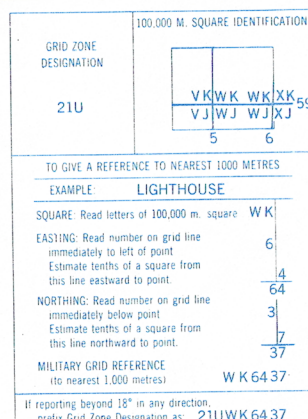 100,000 M. SQUARE IDENTIFICATION
GRID ZONE
DESIGNATION
21U
VK WK WK XK
59
VJ WJ WJ XJ
5 6
TO GIVE A REFERENCE TO NEAREST 1000 METRES
EXAMPLE: LIGHTHOUSE
SQUARE: Read letters of 100,000 m. square WK
EASTING: Read number on grid line
immediately to left of point 6
Estimate tenths of a square from
this line eastward to point. 4
64
NORTHING: Read number on grid line
immediately below point 3
Estimate tenths of a square from
this line northward to point. 7
37
MILITARY GRID REFERENCE
(to nearest 1,000 metres) WK6437
If reporting beyond 18° in any direction,
prefix Grid Zone Designation as: 21UWK6437